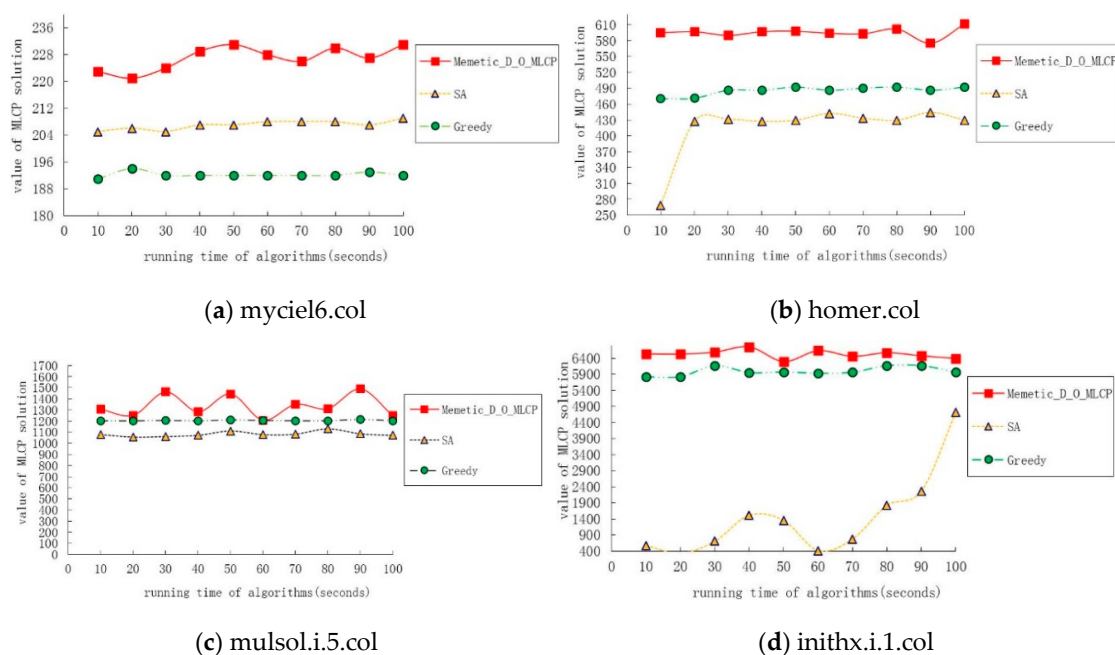 236
228
220
212
204
196
188
180
value of MLCP solution
0 10 20 30 40 50 60 70 80 90 100
running time of algorithms(seconds)
Memetic_D_O_MLCP
SA
Greedy
(a) myciel6.col
610
580
550
520
490
460
430
400
370
340
310
280
250
value of MLCP solution
0 10 20 30 40 50 60 70 80 90 100
running time of algorithms(seconds)
Memetic_D_O_MLCP
SA
Greedy
(b) homer.col
1700
1600
1500
1400
1300
1200
1100
1000
900
800
700
600
500
400
300
200
100
0
value of MLCP solution
0 10 20 30 40 50 60 70 80 90 100
running time of algorithms(seconds)
Memetic_D_O_MLCP
SA
Greedy
(c) mulsol.i.5.col
6400
5900
5400
4900
4400
3900
3400
2900
2400
1900
1400
900
400
value of MLCP solution
0 10 20 30 40 50 60 70 80 90 100
running time of algorithms(seconds)
Memetic_D_O_MLCP
SA
Greedy
(d) inithx.i.1.col